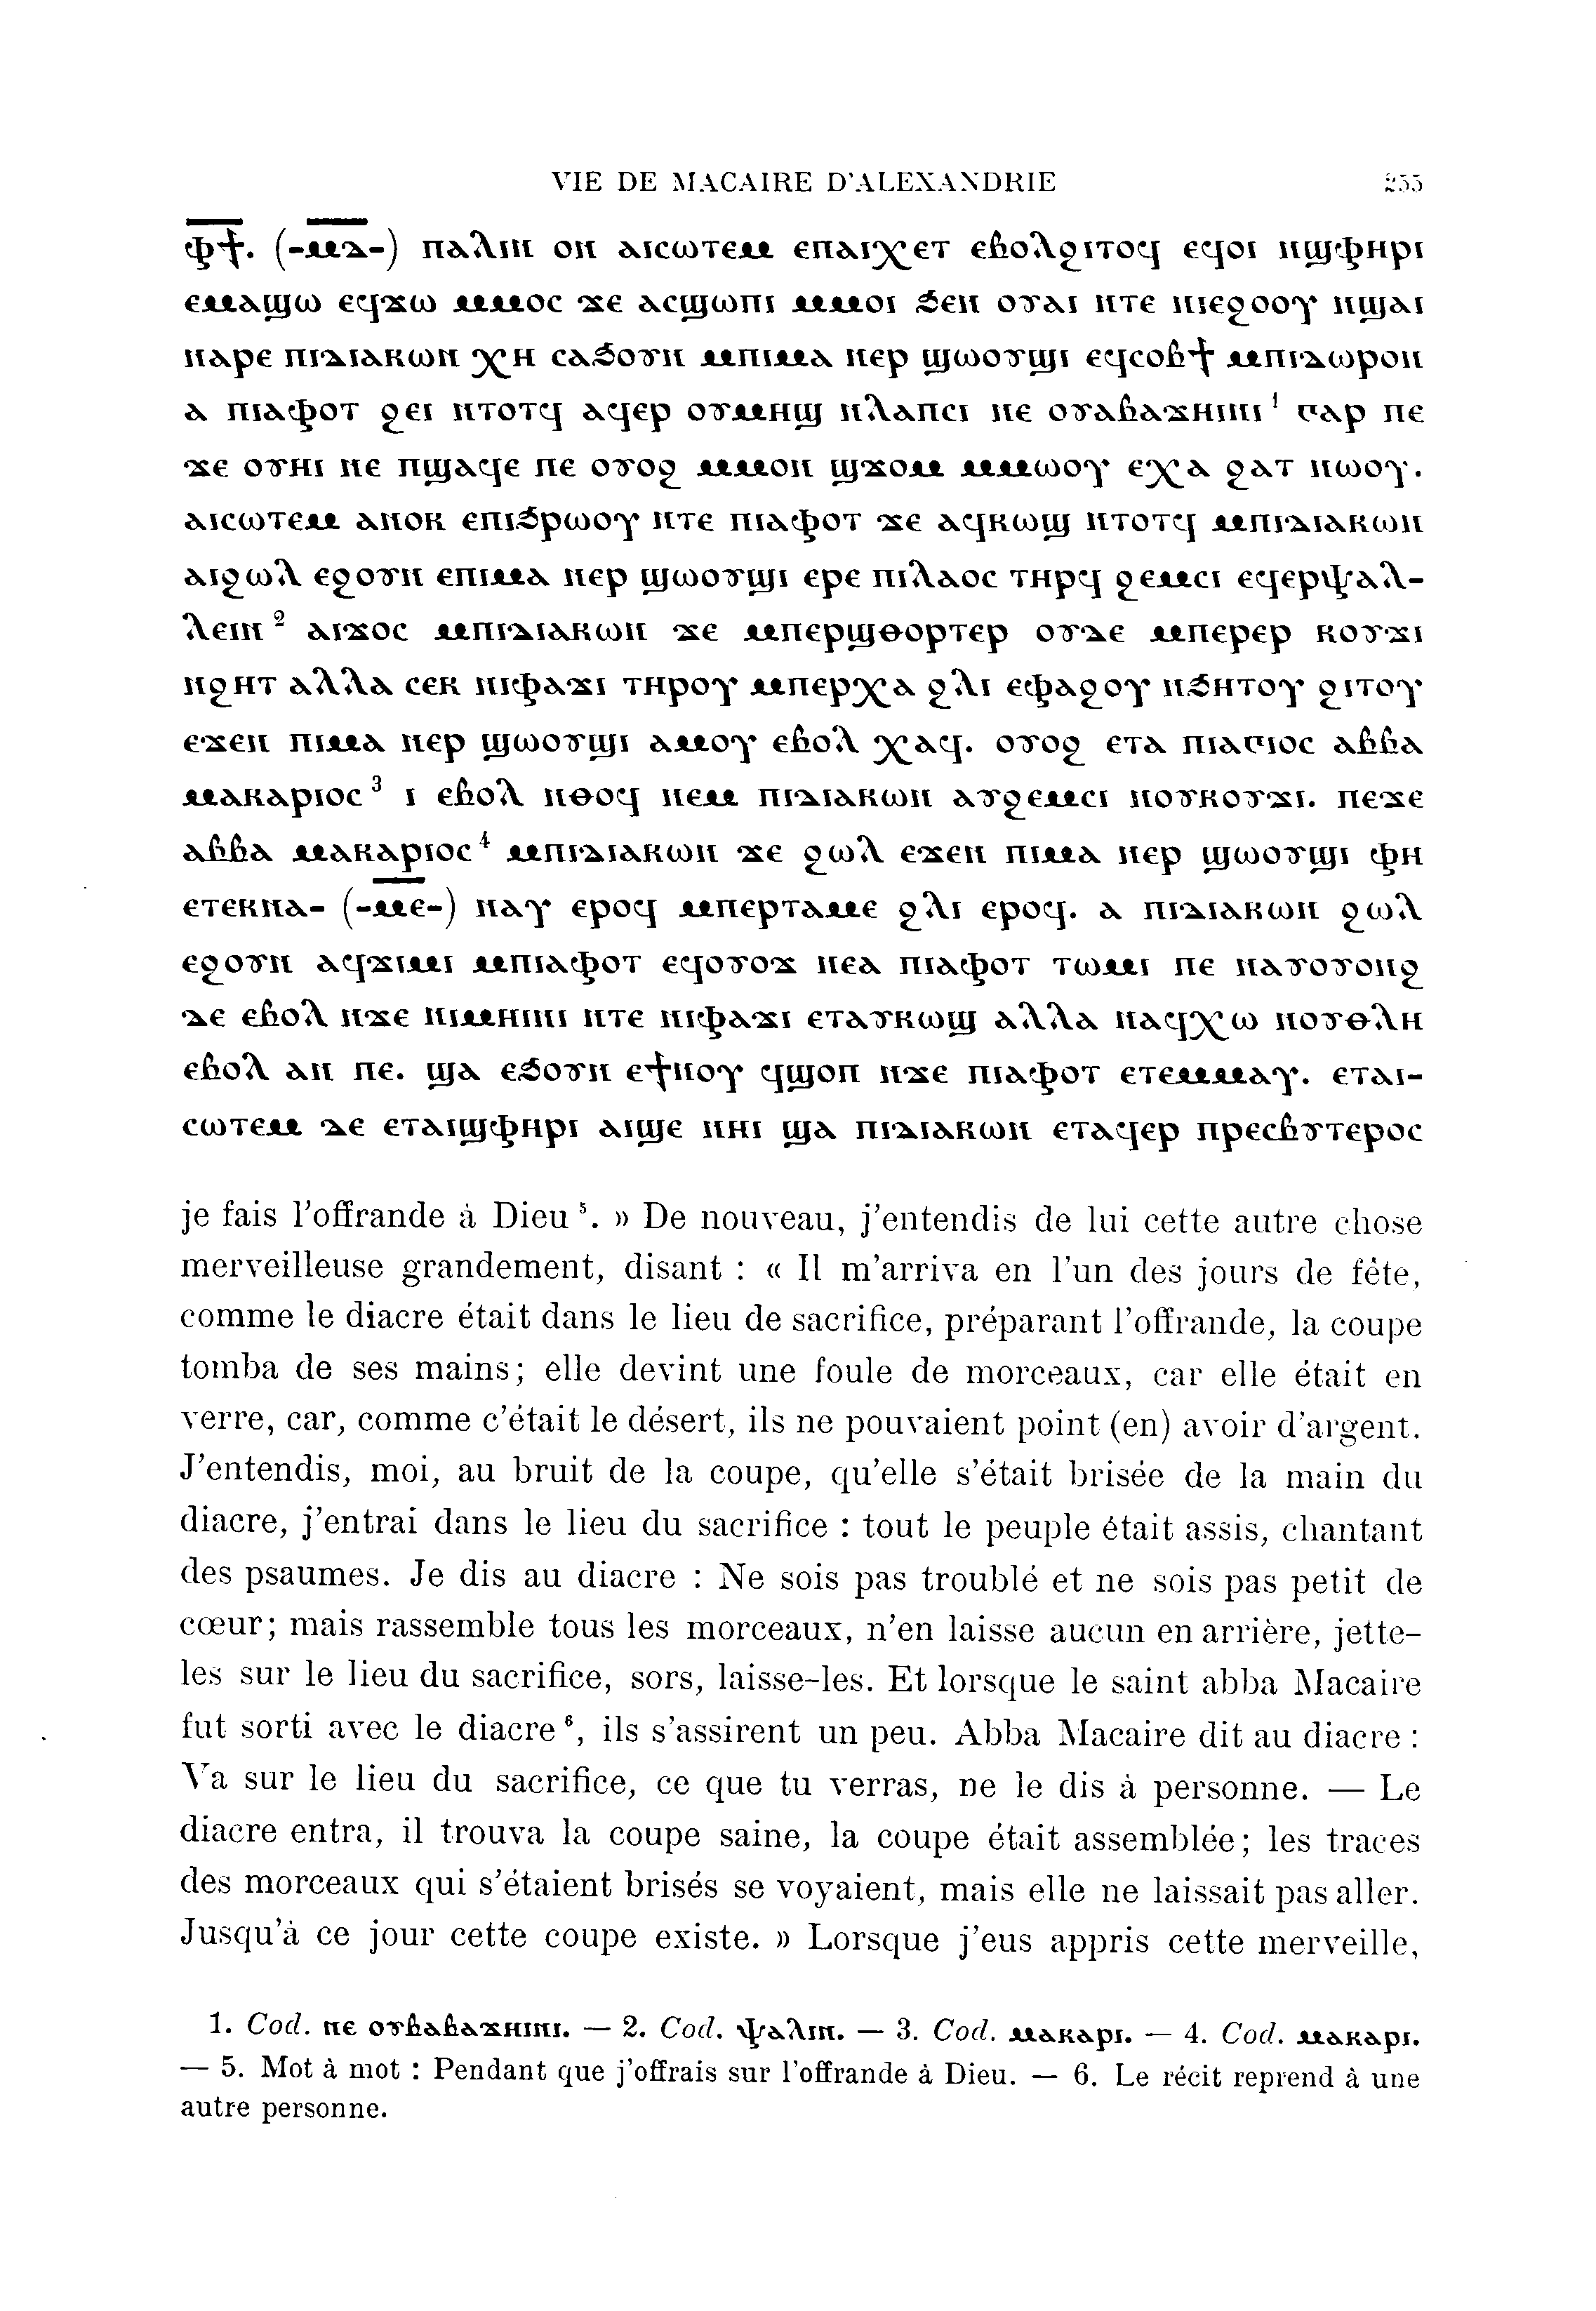 VIE DE MACAIRE D'ALEXANDRIE 255
ⲫϯ. (-ⲙⲇ-) ⲡⲁⲗⲓⲛ ⲟⲛ ⲁⲓⲥⲱⲧⲉⲙ ⲉⲡⲁⲓⲭⲉⲧ ⲉⲃⲟⲗϩⲓⲧⲟϥ ⲉϥⲟⲓ ⲛϣⲫⲏⲣⲓ
ⲉⲙⲁϣⲱ ⲉϥϫⲱ ⲙⲙⲟⲥ ϫⲉ ⲁⲥϣⲱⲡⲓ ⲙⲙⲟⲓ ϧⲉⲛ ⲟⲩⲁⲓ ⲛⲧⲉ ⲛⲓⲉϩⲟⲟⲩ ⲛϣⲁⲓ
ⲛⲁⲣⲉ ⲡⲓⲇⲓⲁⲕⲱⲛ ⲭⲏ ⲥⲁϧⲟⲩⲛ ⲙⲡⲓⲙⲁ ⲛⲉⲣ ϣⲱⲟⲩϣⲓ ⲉϥⲥⲟⲃϯ ⲙⲡⲓⲇⲱⲣⲟⲛ
ⲁ ⲡⲓⲁⲫⲟⲧ ϩⲉⲓ ⲛⲧⲟⲧϥ ⲁϥⲉⲣ ⲟⲩⲙⲏϣ ⲛⲗⲁⲡⲥⲓ ⲛⲉ ⲟⲩⲁⲃⲁϫⲏⲓⲛⲓ¹ ⲅⲁⲣ ⲡⲉ
ϫⲉ ⲟⲩⲏⲓ ⲛⲉ ⲡϣⲁϥⲉ ⲡⲉ ⲟⲩⲟϩ ⲙⲙⲟⲛ ϣϫⲟⲙ ⲙⲙⲱⲟⲩ ⲉⲭⲁ ϩⲁⲧ ⲛⲱⲟⲩ.
ⲁⲓⲥⲱⲧⲉⲙ ⲁⲛⲟⲕ ⲉⲡⲓϧⲣⲱⲟⲩ ⲛⲧⲉ ⲡⲓⲁⲫⲟⲧ ϫⲉ ⲁϥⲕⲱϣ ⲛⲧⲟⲧϥ ⲙⲡⲓⲇⲓⲁⲕⲱⲛ
ⲁⲓϩⲱⲗ ⲉϩⲟⲩⲛ ⲉⲡⲓⲙⲁ ⲛⲉⲣ ϣⲱⲟⲩϣⲓ ⲉⲣⲉ ⲡⲓⲗⲁⲟⲥ ⲧⲏⲣϥ ϩⲉⲙⲥⲓ ⲉϥⲉⲣⲯⲁⲗ-
ⲗⲉⲓⲛ² ⲁⲓϫⲟⲥ ⲙⲡⲓⲇⲓⲁⲕⲱⲛ ϫⲉ ⲙⲡⲉⲣϣⲑⲟⲣⲧⲉⲣ ⲟⲩⲇⲉ ⲙⲡⲉⲣⲉⲣ ⲕⲟⲩϫⲓ
ⲛϩⲏⲧ ⲁⲗⲗⲁ ⲥⲉⲕ ⲛⲓⲫⲁϫⲓ ⲧⲏⲣⲟⲩ ⲙⲡⲉⲣⲭⲁ ϩⲗⲓ ⲉⲫⲁϩⲟⲩ ⲛϧⲏⲧⲟⲩ ϩⲓⲧⲟⲩ
ⲉϫⲉⲛ ⲡⲓⲙⲁ ⲛⲉⲣ ϣⲱⲟⲩϣⲓ ⲁⲙⲟⲩ ⲉⲃⲟⲗ ⲭⲁϥ. ⲟⲩⲟϩ ⲉⲧⲁ ⲡⲓⲁⲅⲓⲟⲥ ⲁⲃⲃⲁ
ⲙⲁⲕⲁⲣⲓⲟⲥ³ ⲓ ⲉⲃⲟⲗ ⲛⲑⲟϥ ⲛⲉⲙ ⲡⲓⲇⲓⲁⲕⲱⲛ ⲁⲩϩⲉⲙⲥⲓ ⲛⲟⲩⲕⲟⲩϫⲓ. ⲡⲉϫⲉ
ⲁⲃⲃⲁ ⲙⲁⲕⲁⲣⲓⲟⲥ⁴ ⲙⲡⲓⲇⲓⲁⲕⲱⲛ ϫⲉ ϩⲱⲗ ⲉϫⲉⲛ ⲡⲓⲙⲁ ⲛⲉⲣ ϣⲱⲟⲩϣⲓ ⲫⲏ
ⲉⲧⲉⲕⲛⲁ- (-ⲙⲉ-) ⲛⲁⲩ ⲉⲣⲟϥ ⲙⲡⲉⲣⲧⲁⲙⲉ ϩⲗⲓ ⲉⲣⲟϥ. ⲁ ⲡⲓⲇⲓⲁⲕⲱⲛ ϩⲱⲗ
ⲉϩⲟⲩⲛ ⲁϥϫⲓⲙⲓ ⲙⲡⲓⲁⲫⲟⲧ ⲉϥⲟⲩⲟϫ ⲛⲉⲁ ⲡⲓⲁⲫⲟⲧ ⲧⲱⲙⲓ ⲡⲉ ⲛⲁⲩⲟⲩⲟⲛϩ
ⲇⲉ ⲉⲃⲟⲗ ⲛϫⲉ ⲛⲓⲙⲏⲓⲛⲓ ⲛⲧⲉ ⲛⲓⲫⲁϫⲓ ⲉⲧⲁⲩⲕⲱϣ ⲁⲗⲗⲁ ⲛⲁϥⲭⲱ ⲛⲟⲩⲑⲗⲏ
ⲉⲃⲟⲗ ⲁⲛ ⲡⲉ. ϣⲁ ⲉϧⲟⲩⲛ ⲉϯⲛⲟⲩ ϥϣⲟⲡ ⲛϫⲉ ⲡⲓⲁⲫⲟⲧ ⲉⲧⲉⲙⲙⲁⲩ. ⲉⲧⲁⲓ-
ⲥⲱⲧⲉⲙ ⲇⲉ ⲉⲧⲁⲓϣⲫⲏⲣⲓ ⲁⲓϣⲉ ⲛⲏⲓ ϣⲁ ⲡⲓⲇⲓⲁⲕⲱⲛ ⲉⲧⲁϥⲉⲣ ⲡⲣⲉⲥⲃⲩⲧⲉⲣⲟⲥ
je fais l'offrande à Dieu⁵. » De nouveau, j'entendis de lui cette autre chose
merveilleuse grandement, disant : « Il m'arriva en l'un des jours de fête,
comme le diacre était dans le lieu de sacrifice, préparant l'offrande, la coupe
tomba de ses mains; elle devint une foule de morceaux, car elle était en
verre, car, comme c'était le désert, ils ne pouvaient point (en) avoir d'argent.
J'entendis, moi, au bruit de la coupe, qu'elle s'était brisée de la main du
diacre, j'entrai dans le lieu du sacrifice : tout le peuple était assis, chantant
des psaumes. Je dis au diacre : Ne sois pas troublé et ne sois pas petit de
cœur; mais rassemble tous les morceaux, n'en laisse aucun en arrière, jette-
les sur le lieu du sacrifice, sors, laisse-les. Et lorsque le saint abba Macaire
fut sorti avec le diacre⁶, ils s'assirent un peu. Abba Macaire dit au diacre :
Va sur le lieu du sacrifice, ce que tu verras, ne le dis à personne. — Le
diacre entra, il trouva la coupe saine, la coupe était assemblée; les traces
des morceaux qui s'étaient brisés se voyaient, mais elle ne laissait pas aller.
Jusqu'à ce jour cette coupe existe. » Lorsque j'eus appris cette merveille,
1. Cod. ⲡⲉ ⲟⲩⲃⲁⲃⲁϫⲏⲓⲛⲓ. — 2. Cod. ⲯⲁⲗⲓⲛ. — 3. Cod. ⲙⲁⲕⲁⲣⲓ. — 4. Cod. ⲙⲁⲕⲁⲣⲓ.
— 5. Mot à mot : Pendant que j'offrais sur l'offrande à Dieu. — 6. Le récit reprend à une
autre personne.